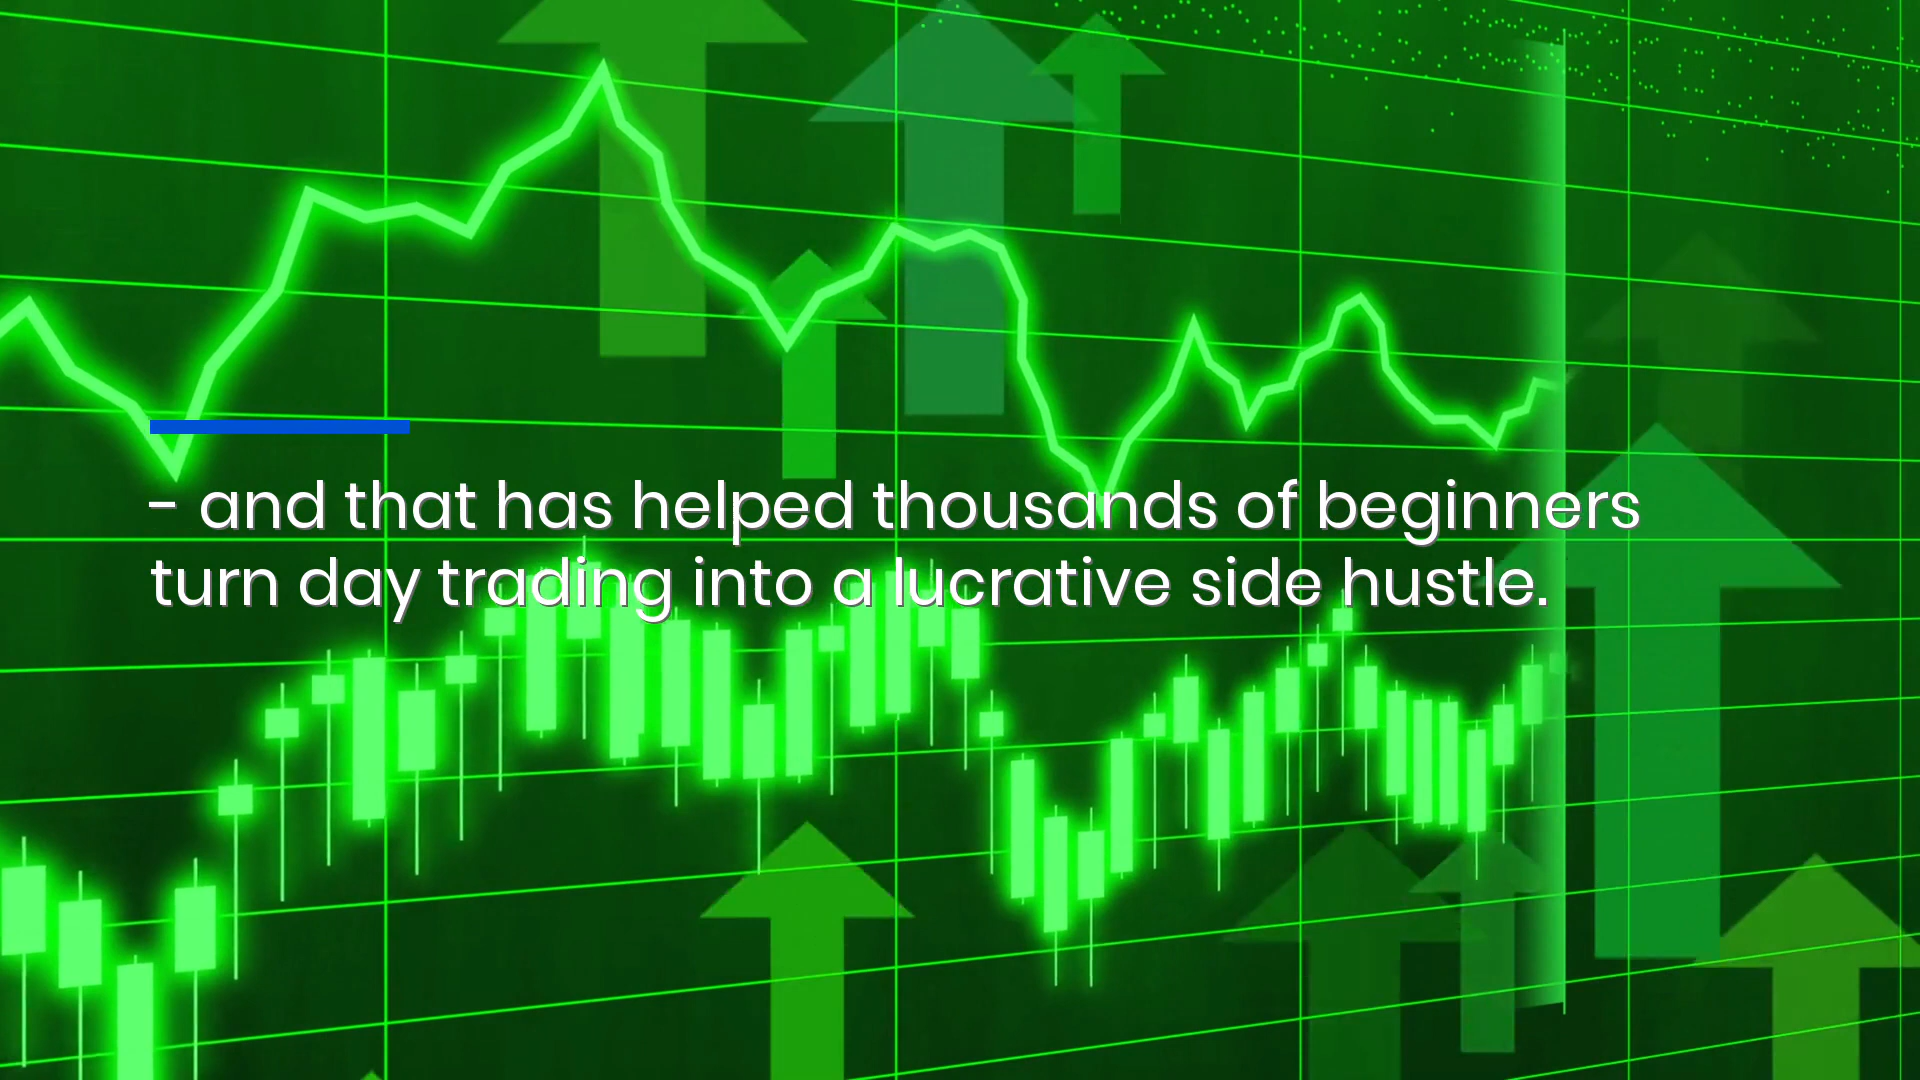 - and that has helped thousands of beginners
turn day trading into a lucrative side hustle.